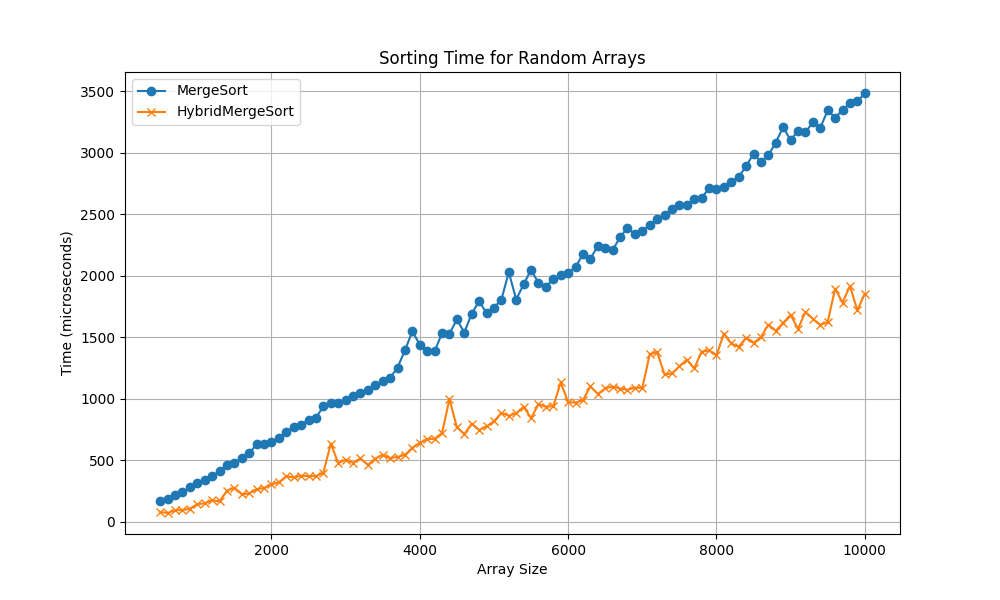 Sorting Time for Random Arrays
MergeSort
HybridMergeSort
Time (microseconds)
3500
3000
2500
2000
1500
1000
500
0
2000 4000 6000 8000 10000
Array Size